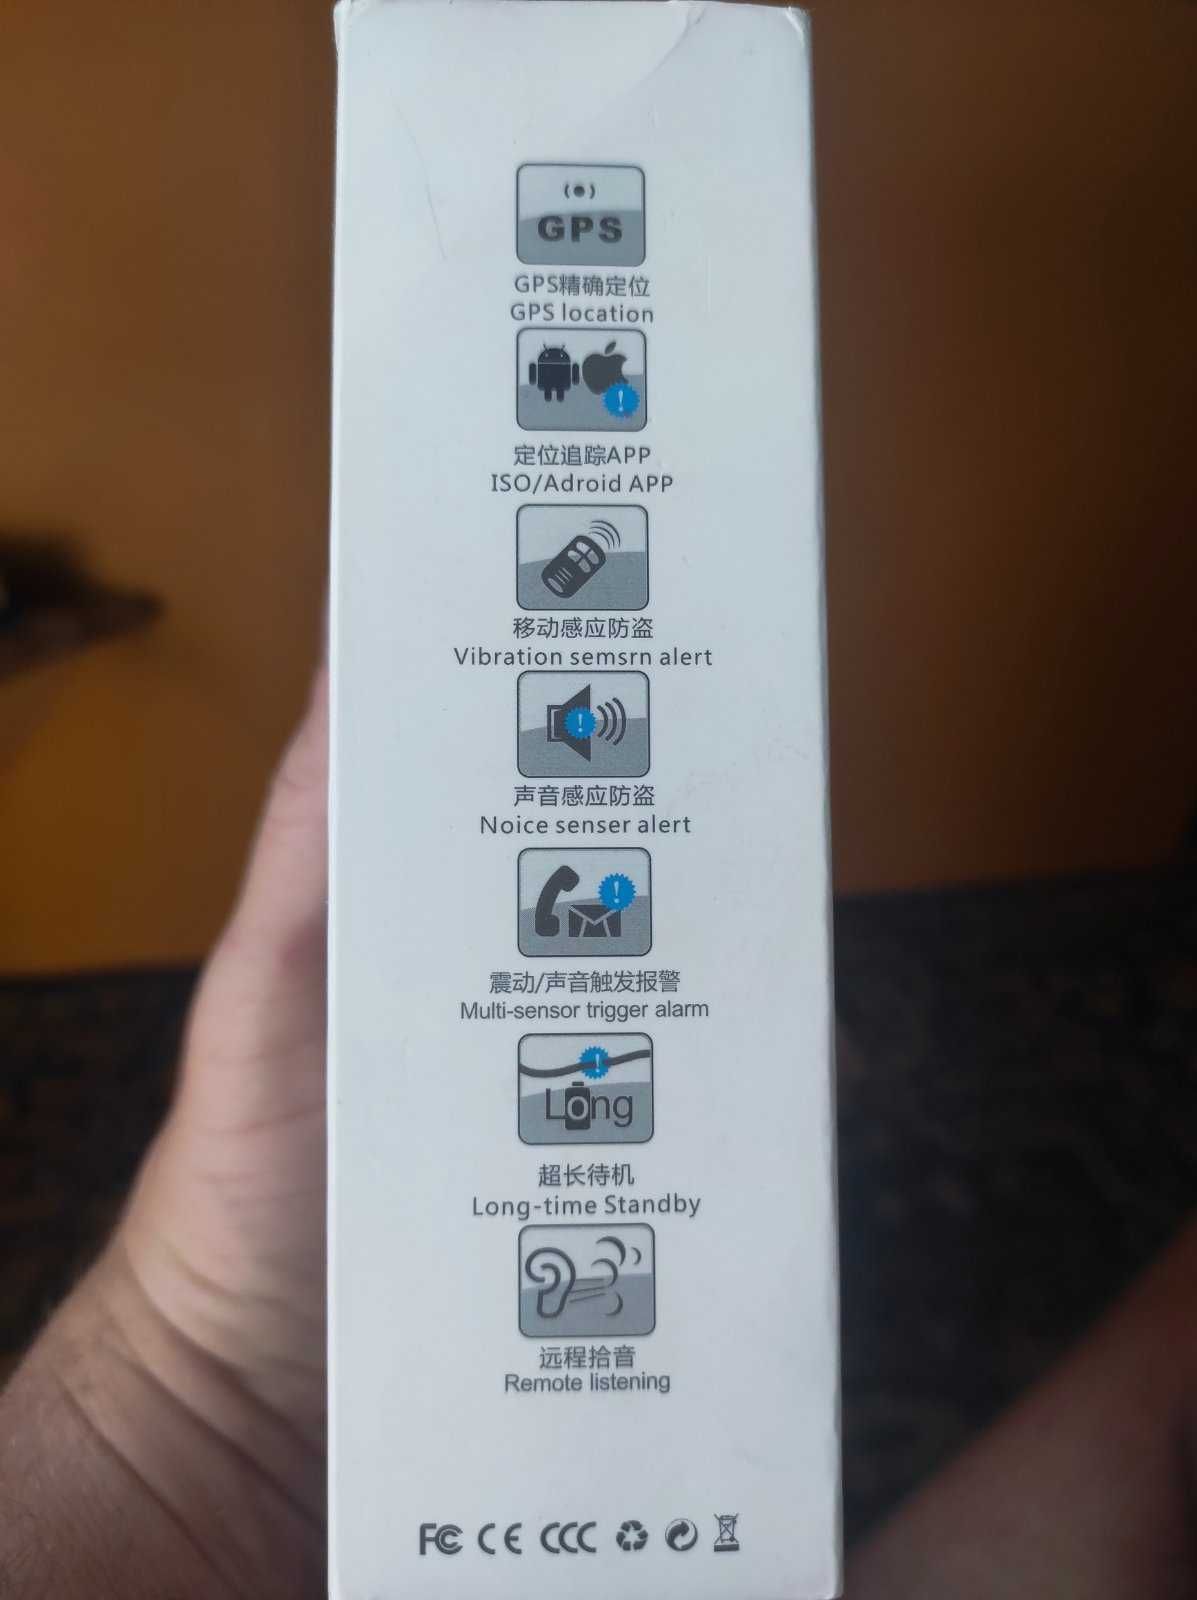 GPS
GPS精确定位
GPS location
定位追踪APP
ISO/Adroid APP
移动感应防盗
Vibration semsrn alert
声音感应防盗
Noice senser alert
震动/声音触发报警
Multi-sensor trigger alarm
Long
超长待机
Long-time Standby
远程拾音
Remote listening
FC CE CCC